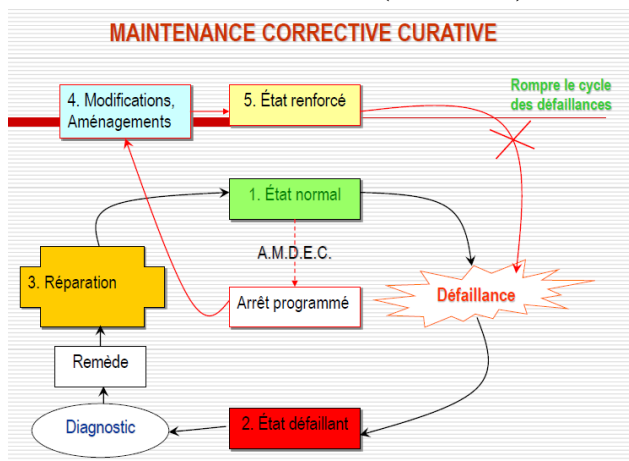 MAINTENANCE CORRECTIVE CURATIVE
4. Modifications,
Aménagements
5. État renforcé
Rompre le cycle
des défaillances
1. État normal
A.M.D.E.C.
3. Réparation
Arrêt programmé
Défaillance
Remède
Diagnostic
2. État défaillant